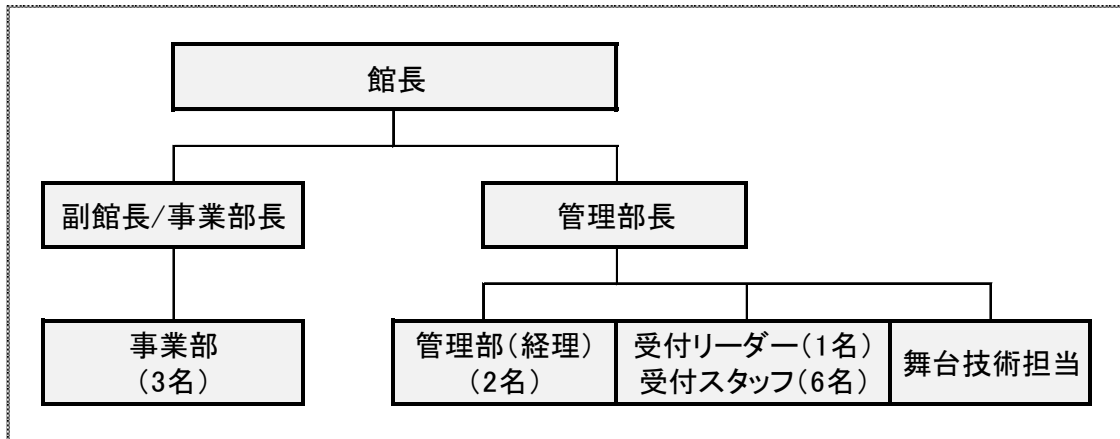 館長
副館長/事業部長
管理部長
事業部
（3名）
管理部（経理）
（2名）
受付リーダー（1名）
受付スタッフ（6名）
舞台技術担当